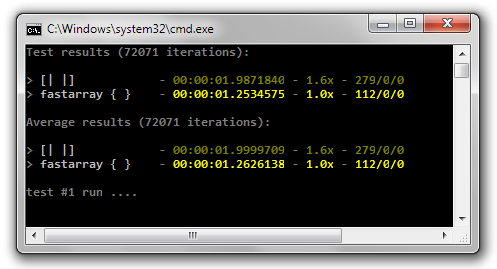 C:\Windows\system32\cmd.exe
Test results (72071 iterations):
> [| |] - 00:00:01.9871840 - 1.6x - 279/0/0
> fastarray { } - 00:00:01.2534575 - 1.0x - 112/0/0
Average results (72071 iterations):
> [| |] - 00:00:01.9999709 - 1.6x - 279/0/0
> fastarray { } - 00:00:01.2626138 - 1.0x - 112/0/0
test #1 run ....